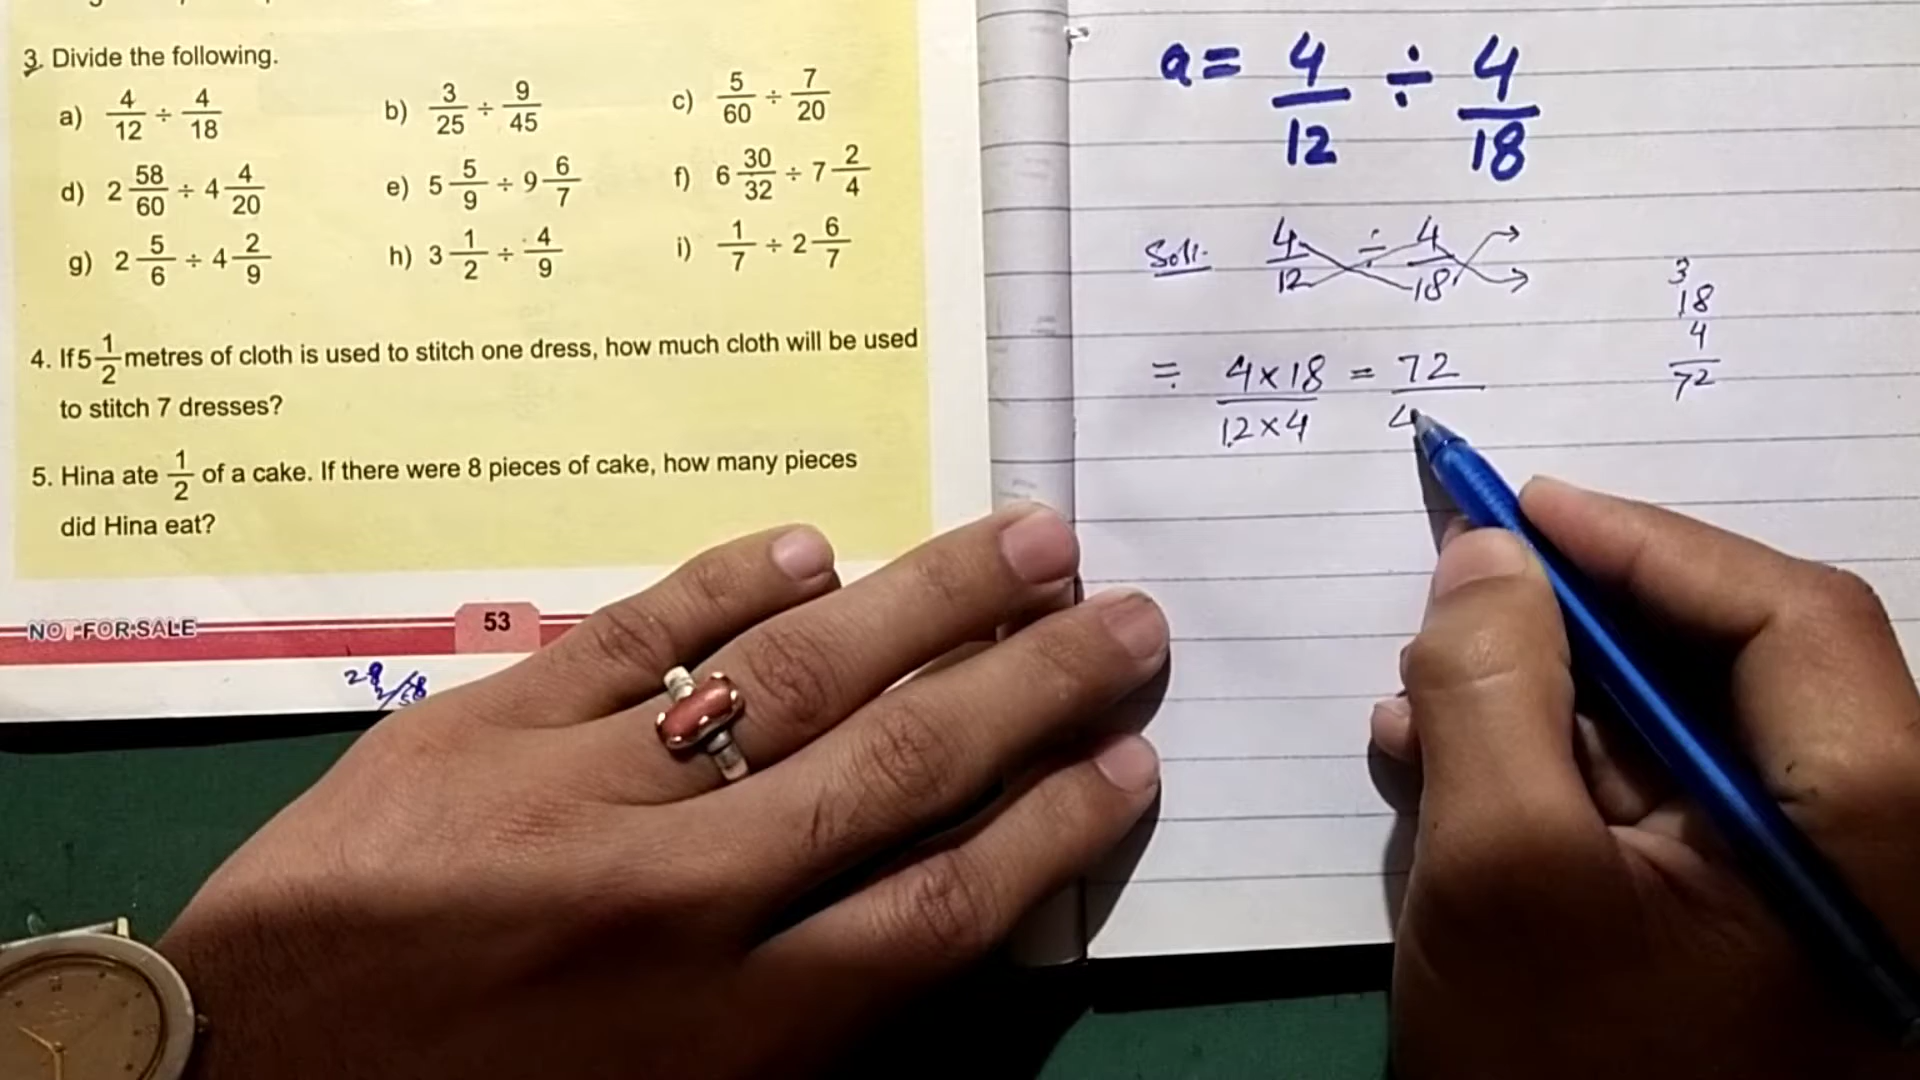 3. Divide the following.
a) 4/12 ÷ 4/18 b) 3/25 ÷ 9/45 c) 5/60 ÷ 7/20
d) 2 58/60 ÷ 4 4/20 e) 5 5/9 ÷ 9 6/7 f) 6 30/32 ÷ 7 2/4
g) 2 5/6 ÷ 4 2/9 h) 3 1/2 ÷ 4/9 i) 1/7 ÷ 2 6/7
4. If 5 1/2 metres of cloth is used to stitch one dress, how much cloth will be used
to stitch 7 dresses?
5. Hina ate 1/2 of a cake. If there were 8 pieces of cake, how many pieces
did Hina eat?
NOT FOR SALE
53
a = 4/12 ÷ 4/18
Soll. 4/12 ÷ 4/18
= 4×18/12×4 = 72/4
3
18
4
72